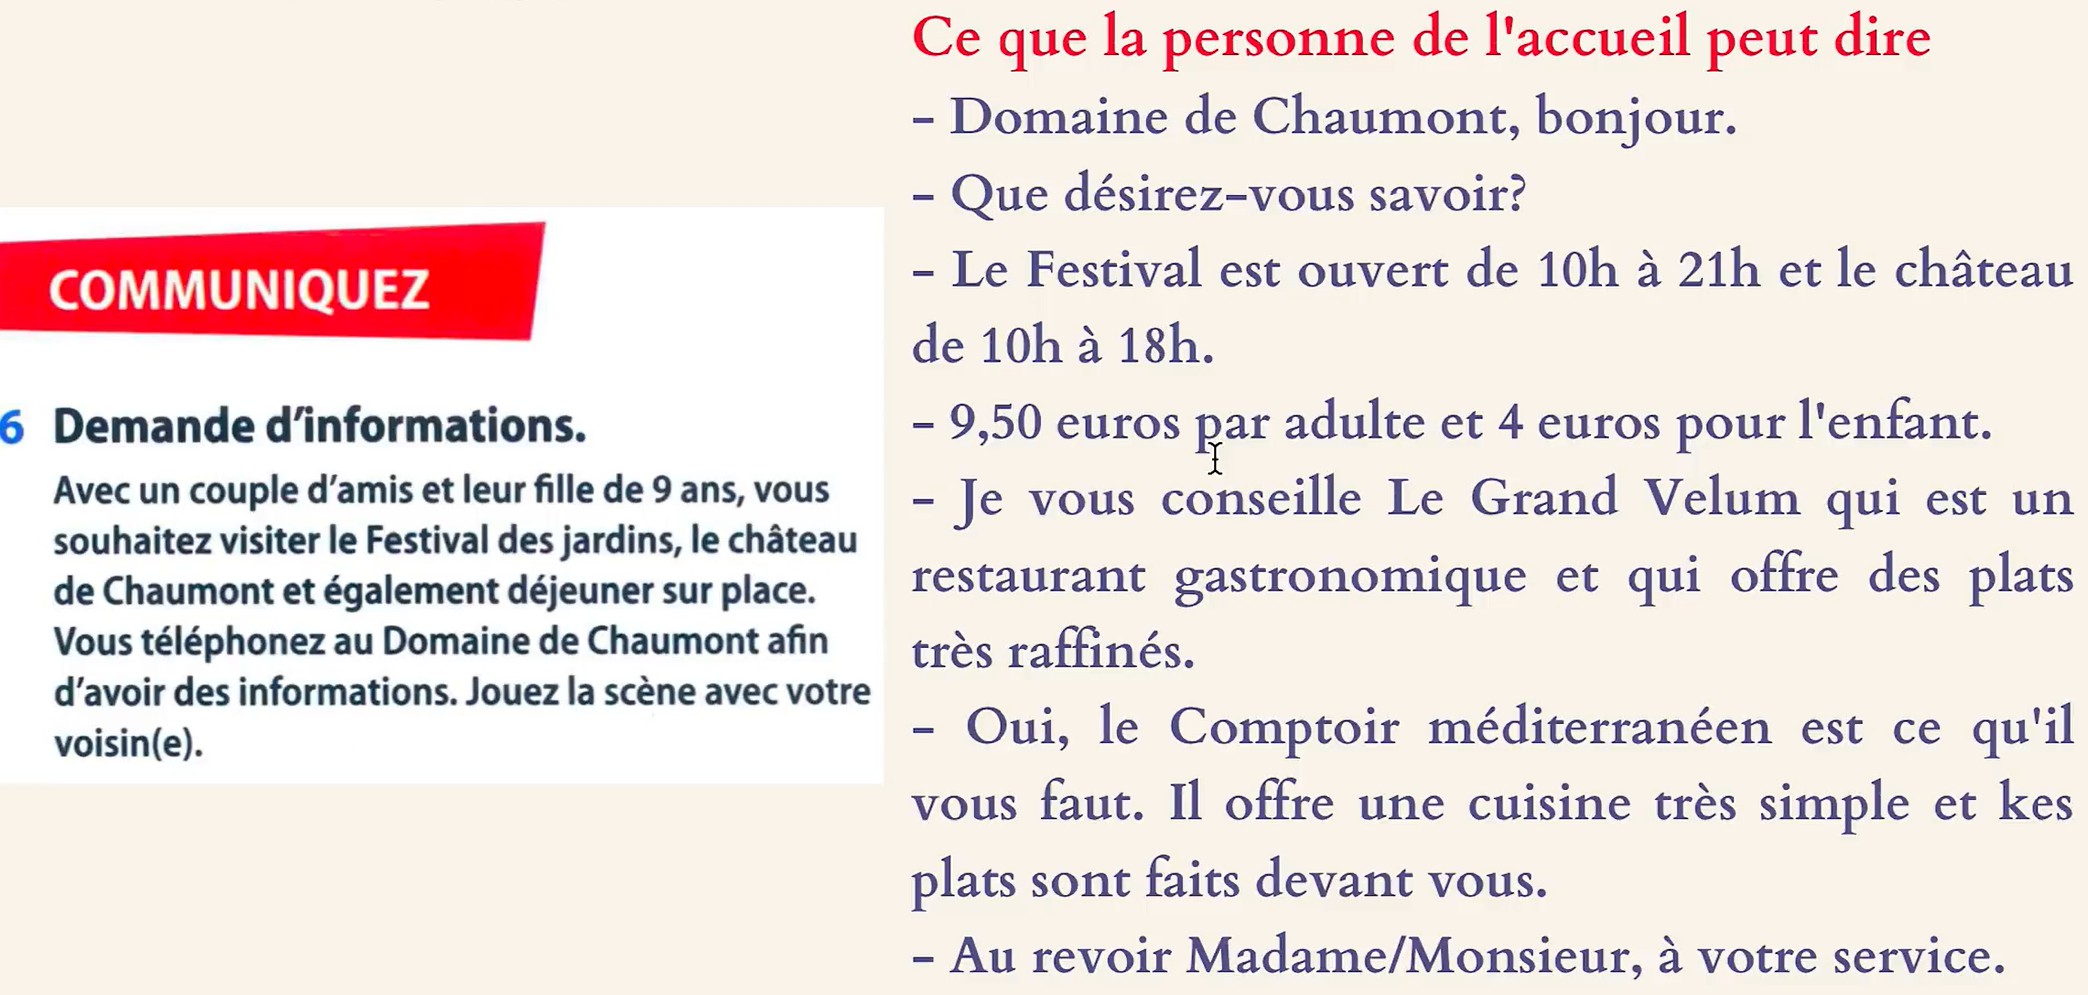 COMMUNIQUEZ
6 Demande d'informations.
Avec un couple d'amis et leur fille de 9 ans, vous
souhaitez visiter le Festival des jardins, le château
de Chaumont et également déjeuner sur place.
Vous téléphonez au Domaine de Chaumont afin
d'avoir des informations. Jouez la scène avec votre
voisin(e).
Ce que la personne de l'accueil peut dire
- Domaine de Chaumont, bonjour.
- Que désirez-vous savoir?
- Le Festival est ouvert de 10h à 21h et le château
de 10h à 18h.
- 9,50 euros par adulte et 4 euros pour l'enfant.
- Je vous conseille Le Grand Velum qui est un
restaurant gastronomique et qui offre des plats
très raffinés.
- Oui, le Comptoir méditerranéen est ce qu'il
vous faut. Il offre une cuisine très simple et kes
plats sont faits devant vous.
- Au revoir Madame/Monsieur, à votre service.